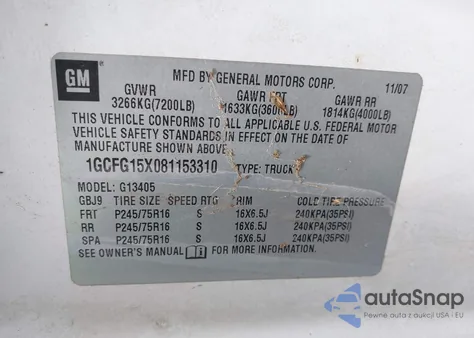 GM
MFD BY GENERAL MOTORS CORP.
11/07
GVWR GAWR FRT GAWR RR
3266KG(7200LB) 1633KG(3600LB) 1814KG(4000LB)
THIS VEHICLE CONFORMS TO ALL APPLICABLE U.S. FEDERAL MOTOR
VEHICLE SAFETY STANDARDS IN EFFECT ON THE DATE OF
MANUFACTURE SHOWN ABOVE.
1GCFG15X081153310 TYPE: TRUCK
MODEL: G13405
GBJ9 TIRE SIZE SPEED RTG RIM COLD TIRE PRESSURE
FRT P245/75R16 S 16X6.5J 240KPA(35PSI)
RR P245/75R16 S 16X6.5J 240KPA(35PSI)
SPA P245/75R16 S 16X6.5J 240KPA(35PSI)
SEE OWNER'S MANUAL FOR MORE INFORMATION.
autoSnap
Pewne auta z USA i EU